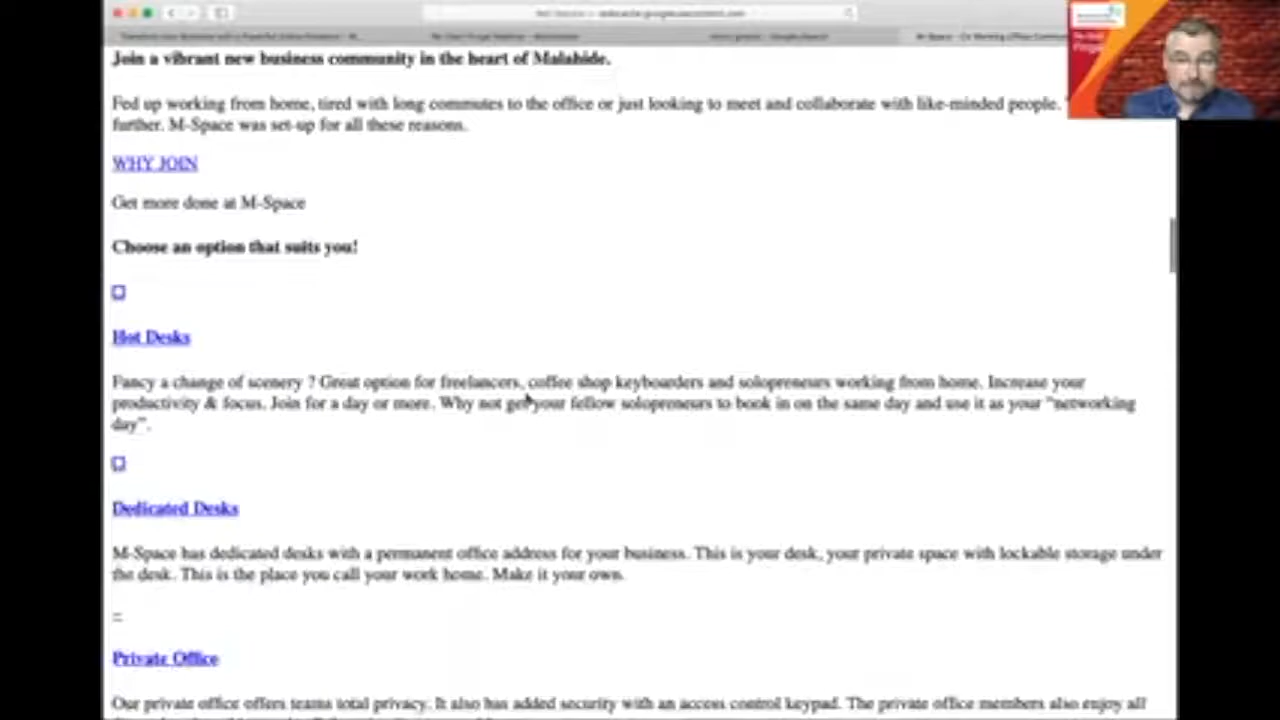 webcache.googleusercontent.com
Join a vibrant new business community in the heart of Malahide.
Fed up working from home, tired with long commutes to the office or just looking to meet and collaborate with like-minded people.
further. M-Space was set-up for all these reasons.
WHY JOIN
Get more done at M-Space
Choose an option that suits you!
Hot Desks
Fancy a change of scenery ? Great option for freelancers, coffee shop keyboarders and solopreneurs working from home. Increase your
productivity & focus. Join for a day or more. Why not get your fellow solopreneurs to book in on the same day and use it as your "networking
day".
Dedicated Desks
M-Space has dedicated desks with a permanent office address for your business. This is your desk, your private space with lockable storage under
the desk. This is the place you call your work home. Make it your own.
Private Office
Our private office offers teams total privacy. It also has added security with an access control keypad. The private office members also enjoy all